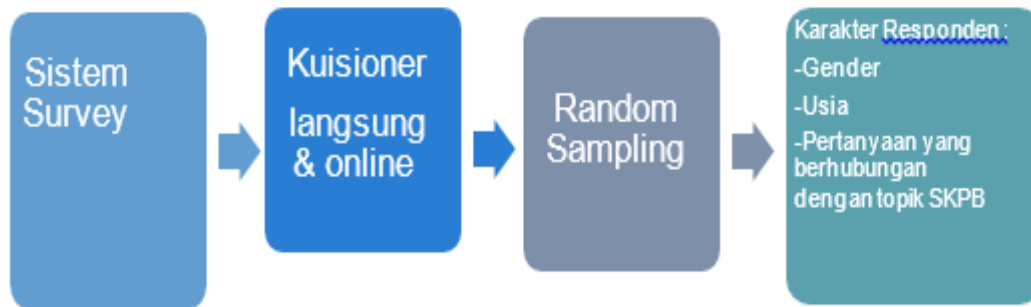 Sistem
Survey
Kuisioner
langsung
& online
Random
Sampling
Karakter Responden :
-Gender
-Usia
-Pertanyaan yang
berhubungan
dengan topik SKPB